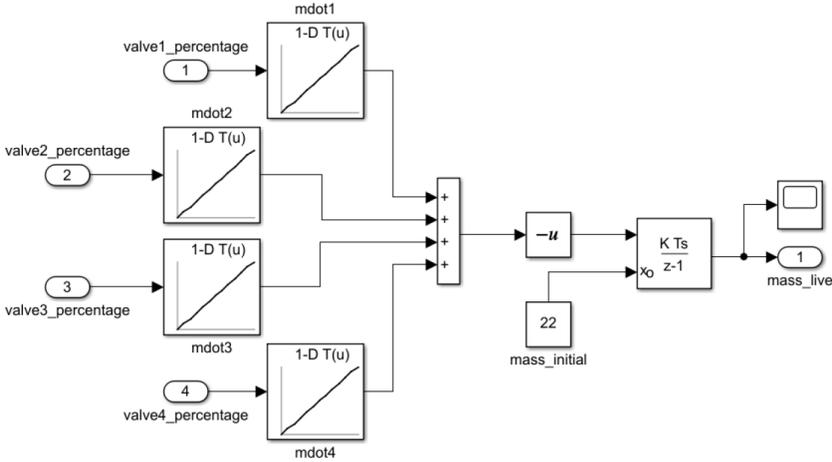 mdot1
1-D T(u)
valve1_percentage
1
mdot2
1-D T(u)
valve2_percentage
2
+
+
+
+
-u
K Ts
z-1
xo
1
mass_live
22
mass_initial
1-D T(u)
3
valve3_percentage
mdot3
1-D T(u)
4
valve4_percentage
mdot4